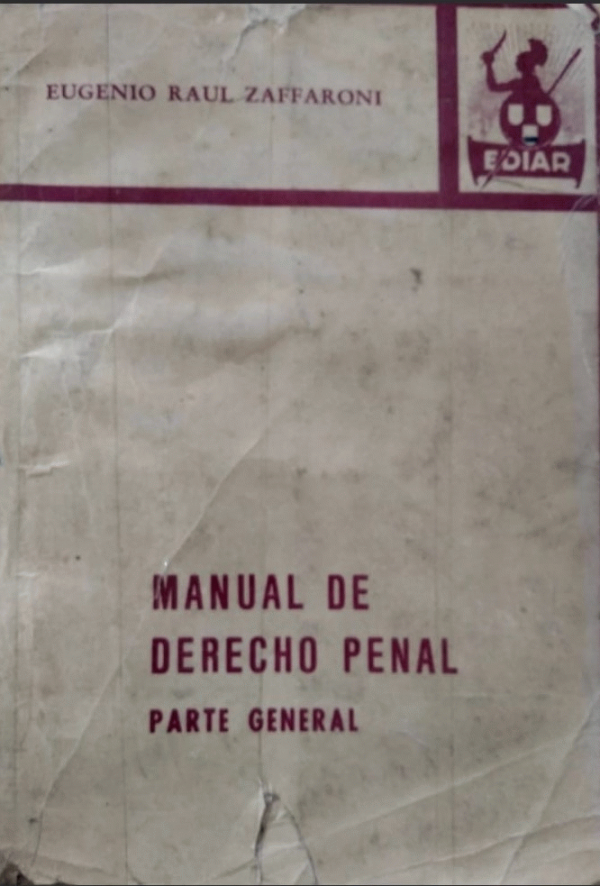 EUGENIO RAUL ZAFFARONI
EDIAR
MANUAL DE
DERECHO PENAL
PARTE GENERAL